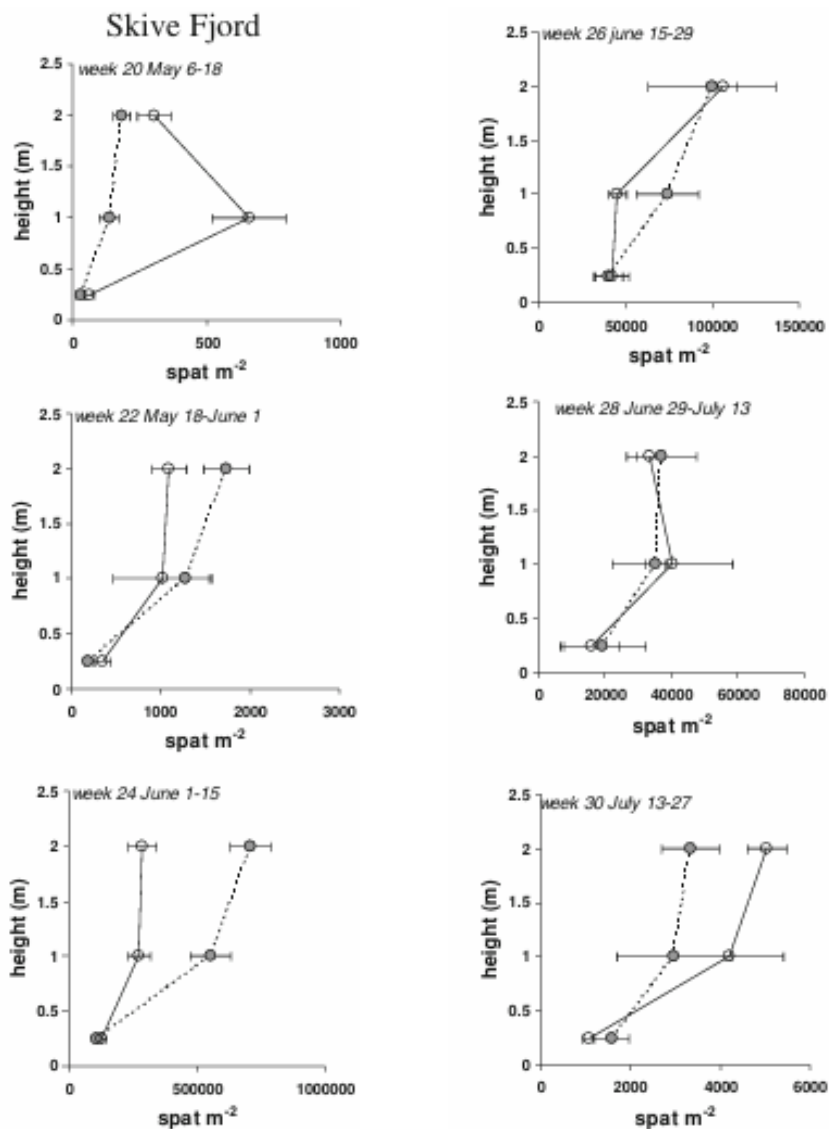 Skive Fjord
week 20 May 6-18
2.5
2
1.5
1
0.5
0
height (m)
0 500 1000
spat m-2
week 26 june 15-29
2.5
2
1.5
1
0.5
0
height (m)
0 50000 100000 150000
spat m-2
week 22 May 18-June 1
2.5
2
1.5
1
0.5
0
height (m)
0 1000 2000 3000
spat m-2
week 28 June 29-July 13
2.5
2
1.5
1
0.5
0
height (m)
0 20000 40000 60000 80000
spat m-2
week 24 June 1-15
2.5
2
1.5
1
0.5
0
height (m)
0 500000 1000000
spat m-2
week 30 July 13-27
2.5
2
1.5
1
0.5
0
height (m)
0 2000 4000 6000
spat m-2